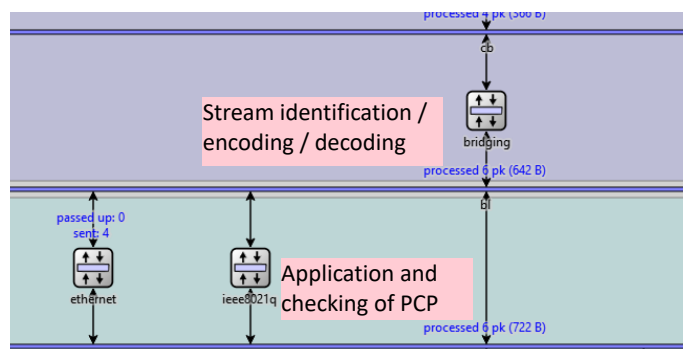 processed 4 pk (366 B)
cb
Stream identification /
encoding / decoding
bridging
processed 6 pk (642 B)
passed up: 0
sent: 4
bl
ethernet
ieee8021q
Application and
checking of PCP
processed 6 pk (722 B)